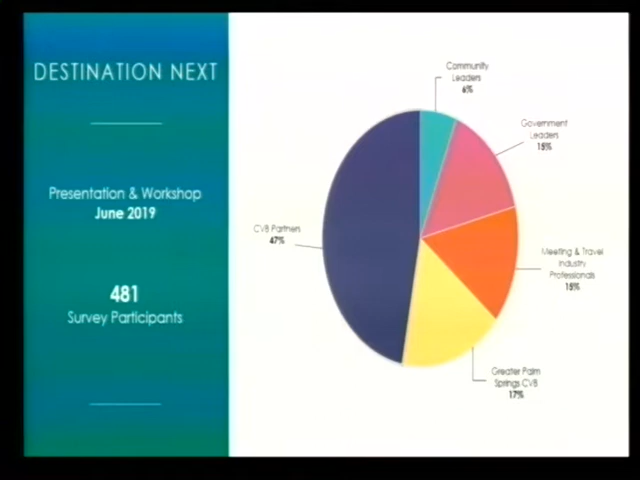 DESTINATION NEXT
Presentation & Workshop
June 2019
481
Survey Participants
Community
Leaders
6%
Government
Leaders
15%
CVB Partners
47%
Meeting & Travel
Industry
Professionals
15%
Greater Palm
Springs CVB
17%